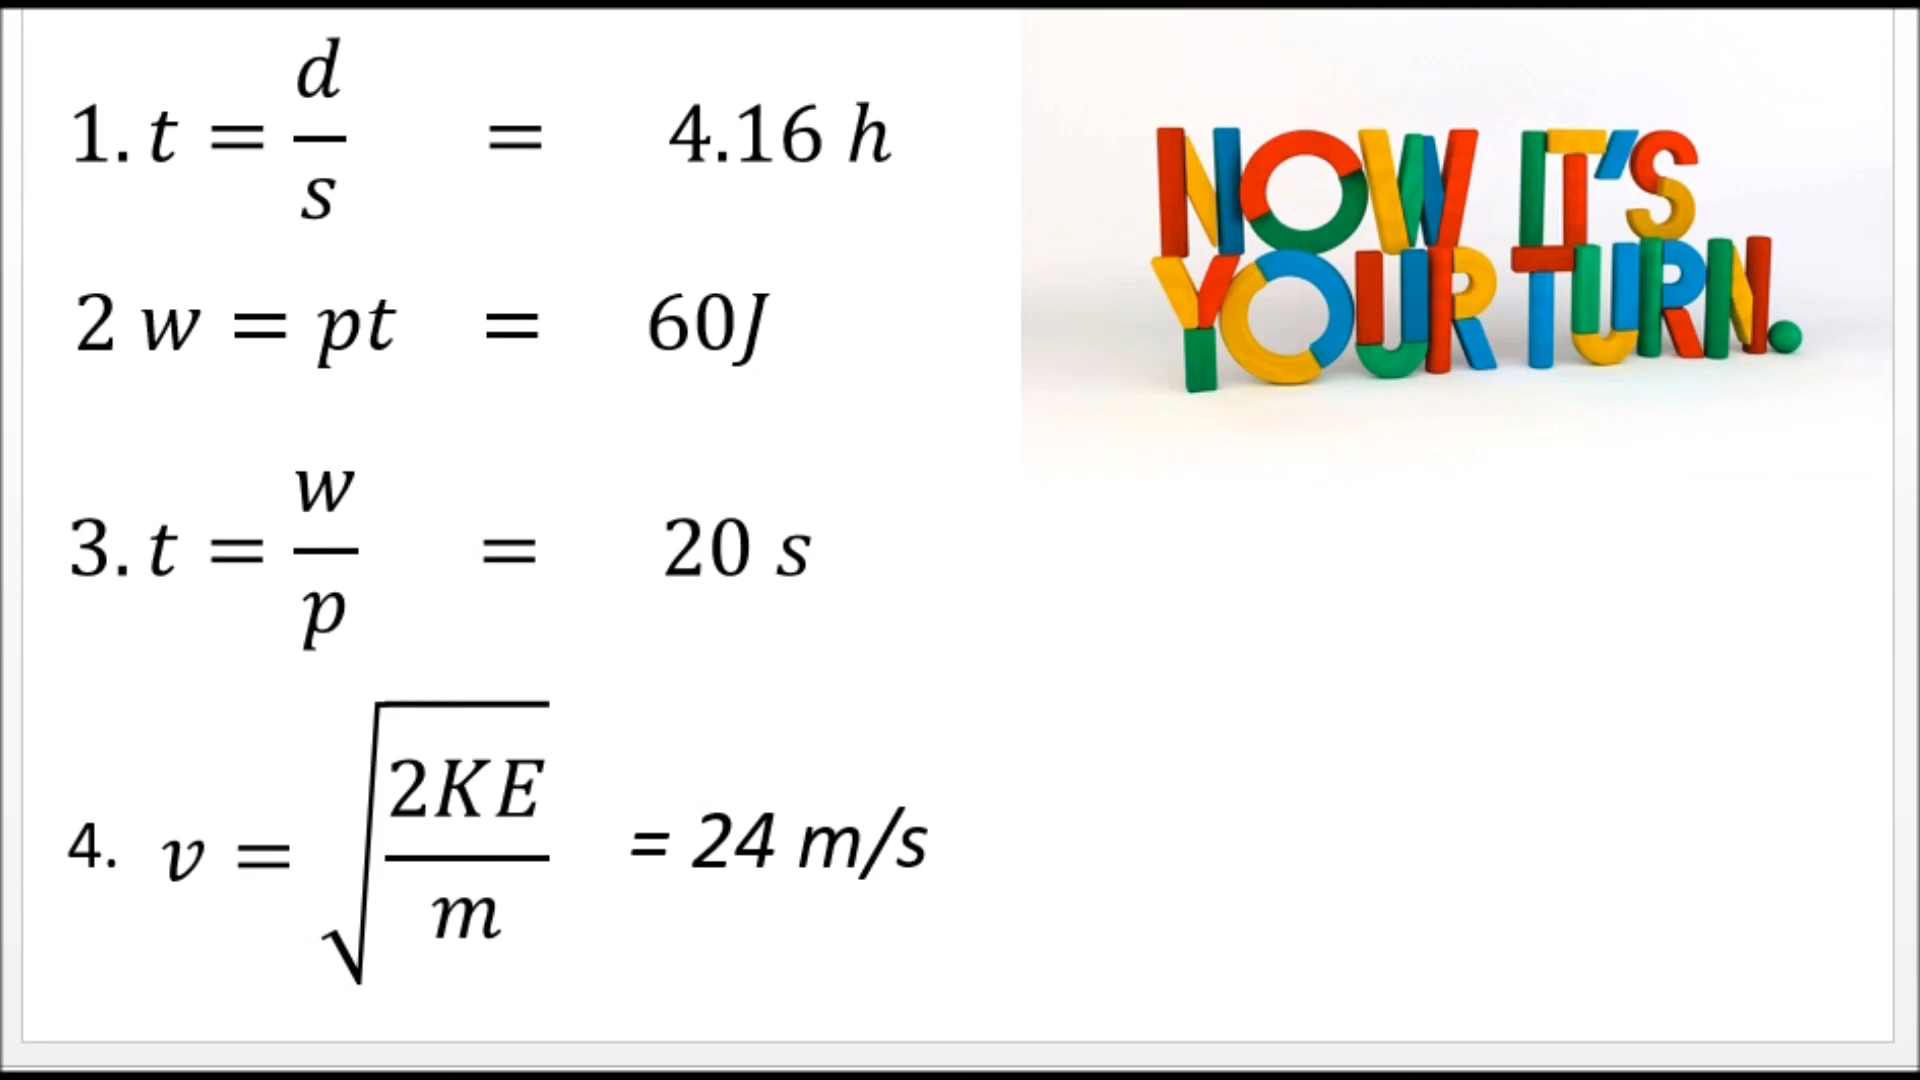 1. t = d/s = 4.16 h
2 w = pt = 60J
3. t = w/p = 20 s
4. v = √(2KE/m) = 24 m/s
NOW IT'S
YOUR TURN.